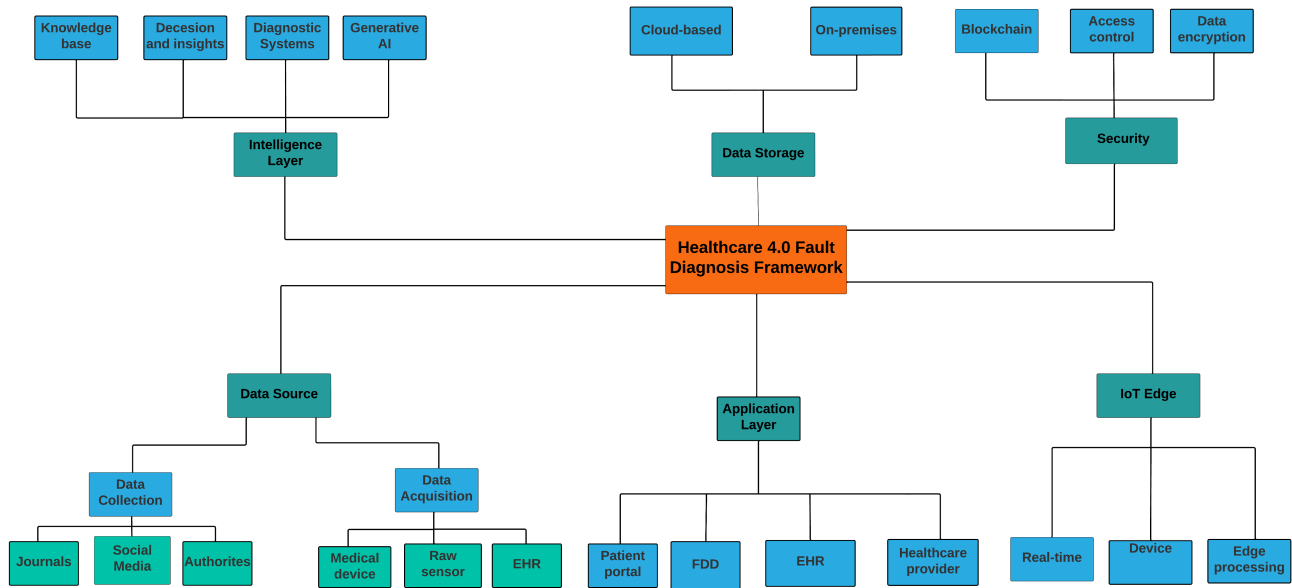 Knowledge
base
Decesion
and insights
Diagnostic
Systems
Generative
AI
Cloud-based
On-premises
Blockchain
Access
control
Data
encryption
Intelligence
Layer
Data Storage
Security
Healthcare 4.0 Fault
Diagnosis Framework
Data Source
Application
Layer
IoT Edge
Data
Collection
Data
Acquisition
Journals
Social
Media
Authorites
Medical
device
Raw
sensor
EHR
Patient
portal
FDD
EHR
Healthcare
provider
Real-time
Device
Edge
processing